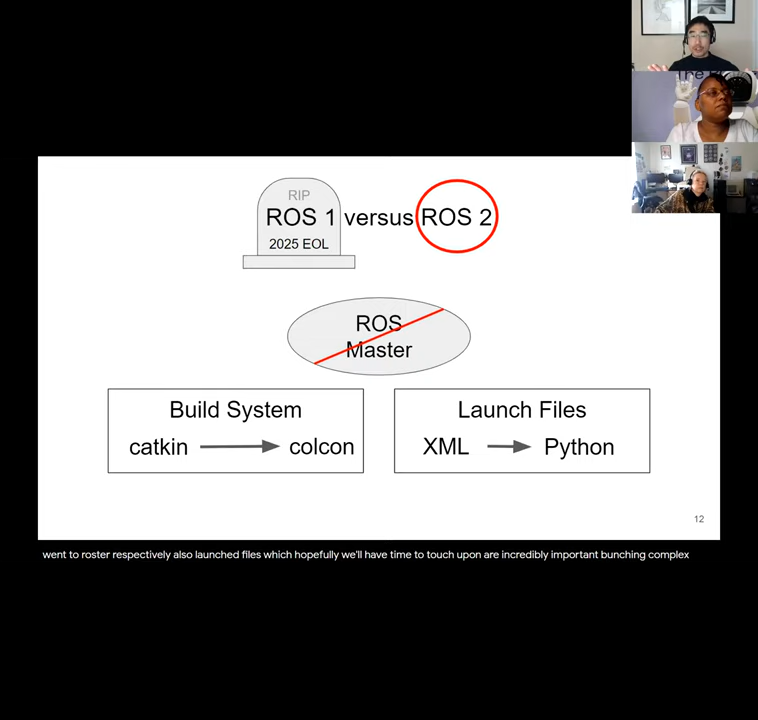 RIP
ROS 1 versus ROS 2
2025 EOL
ROS
Master
Build System
catkin colcon
Launch Files
XML Python
12
went to roster respectively also launched files which hopefully we'll have time to touch upon are incredibly important bunching complex